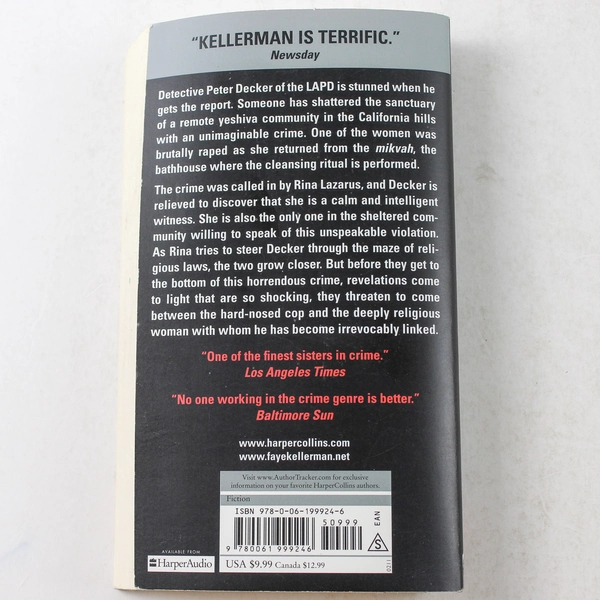 “KELLERMAN IS TERRIFIC.”
Newsday
Detective Peter Decker of the LAPD is stunned when he
gets the report. Someone has shattered the sanctuary
of a remote yeshiva community in the California hills
with an unimaginable crime. One of the women was
brutally raped as she returned from the mikvah, the
bathhouse where the cleansing ritual is performed.
The crime was called in by Rina Lazarus, and Decker is
relieved to discover that she is a calm and intelligent
witness. She is also the only one in the sheltered com-
munity willing to speak of this unspeakable violation.
As Rina tries to steer Decker through the maze of reli-
gious laws, the two grow closer. But before they get to
the bottom of this horrendous crime, revelations come
to light that are so shocking, they threaten to come
between the hard-nosed cop and the deeply religious
woman with whom he has become irrevocably linked.
“One of the finest sisters in crime.”
Los Angeles Times
“No one working in the crime genre is better.”
Baltimore Sun
www.harpercollins.com
www.fayekellerman.net
Visit www.AuthorTracker.com for exclusive
information on your favorite HarperCollins authors.
Fiction
ISBN 978-0-06-199924-6
50999
9 780061 999246
EAN
S
USA $9.99 Canada $12.99
0211
AVAILABLE FROM
HarperAudio